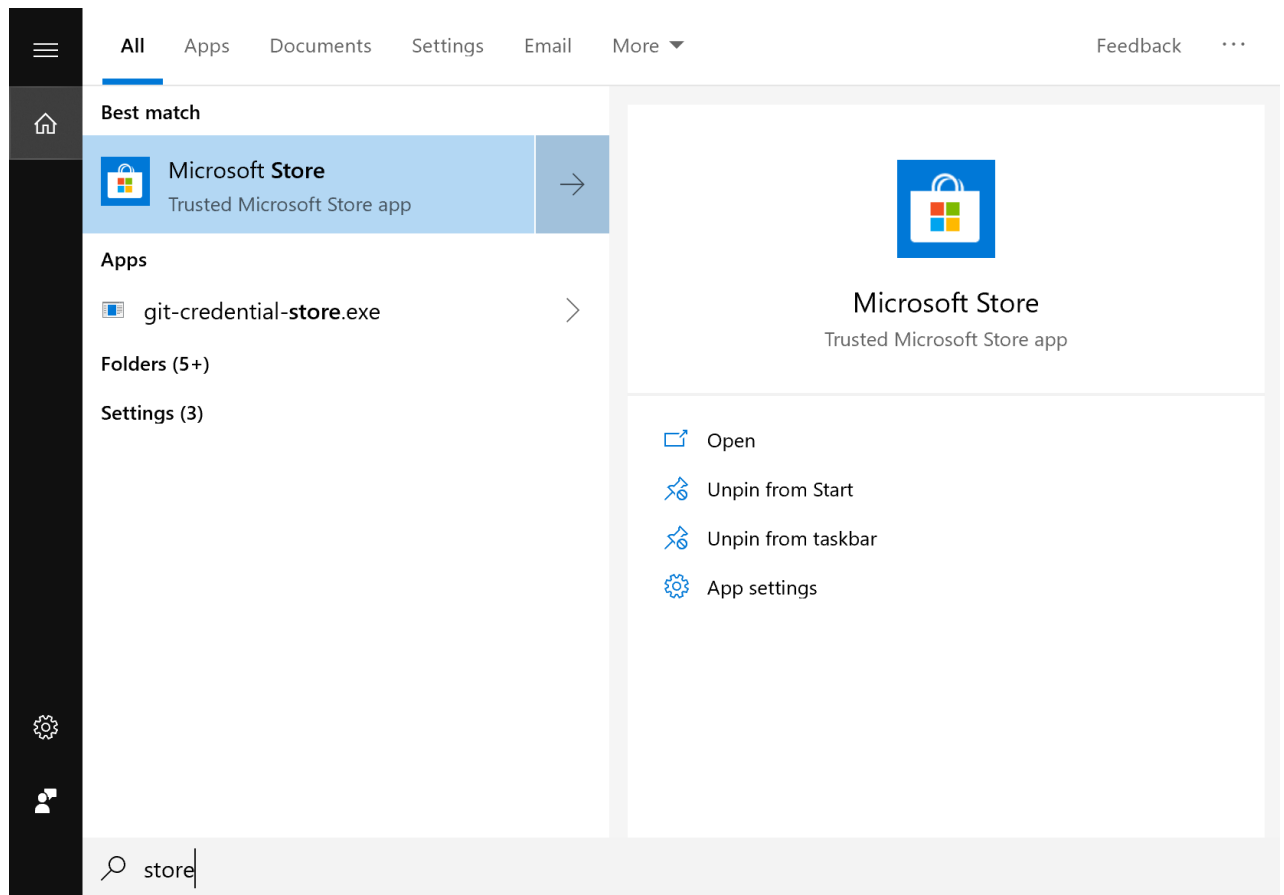 All Apps Documents Settings Email More Feedback ...
Best match
Microsoft Store
Trusted Microsoft Store app
Apps
git-credential-store.exe
Folders (5+)
Settings (3)
Microsoft Store
Trusted Microsoft Store app
Open
Unpin from Start
Unpin from taskbar
App settings
store